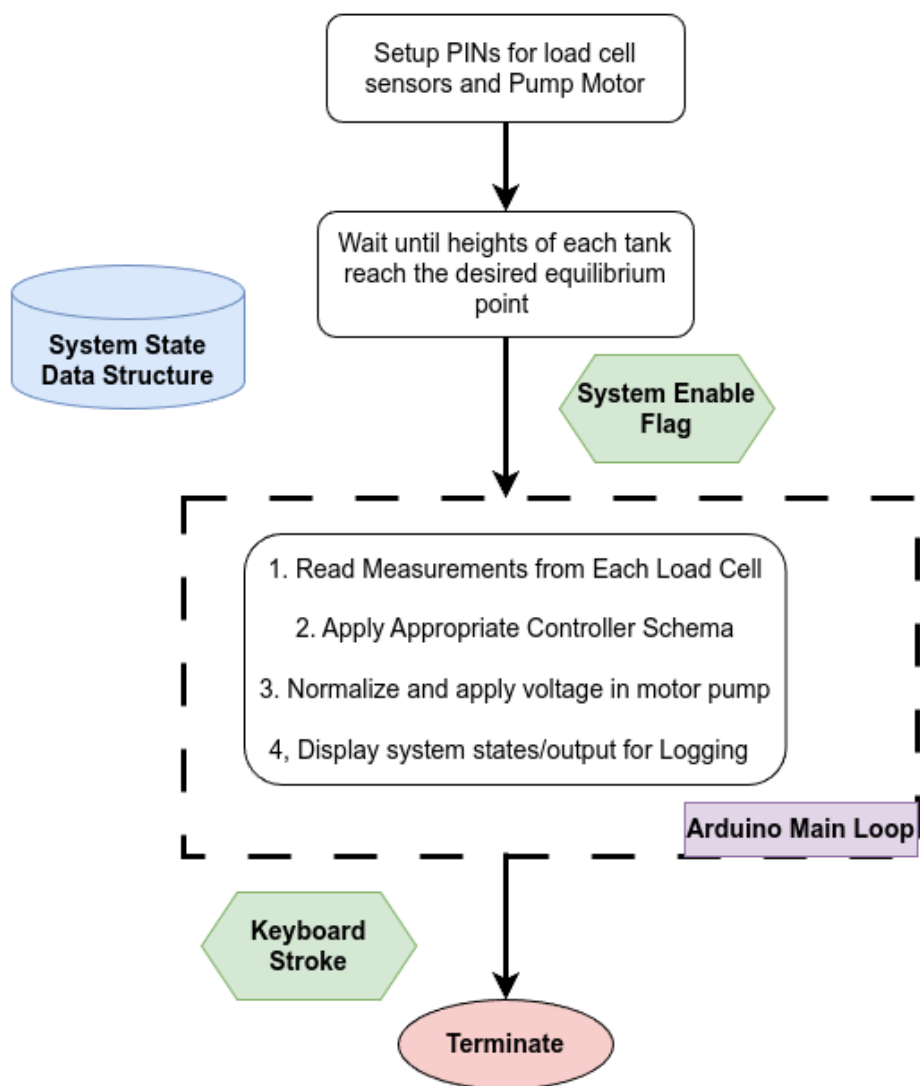 Setup PINs for load cell
sensors and Pump Motor
Wait until heights of each tank
reach the desired equilibrium
point
System State
Data Structure
System Enable
Flag
1. Read Measurements from Each Load Cell
2. Apply Appropriate Controller Schema
3. Normalize and apply voltage in motor pump
4, Display system states/output for Logging
Arduino Main Loop
Keyboard
Stroke
Terminate